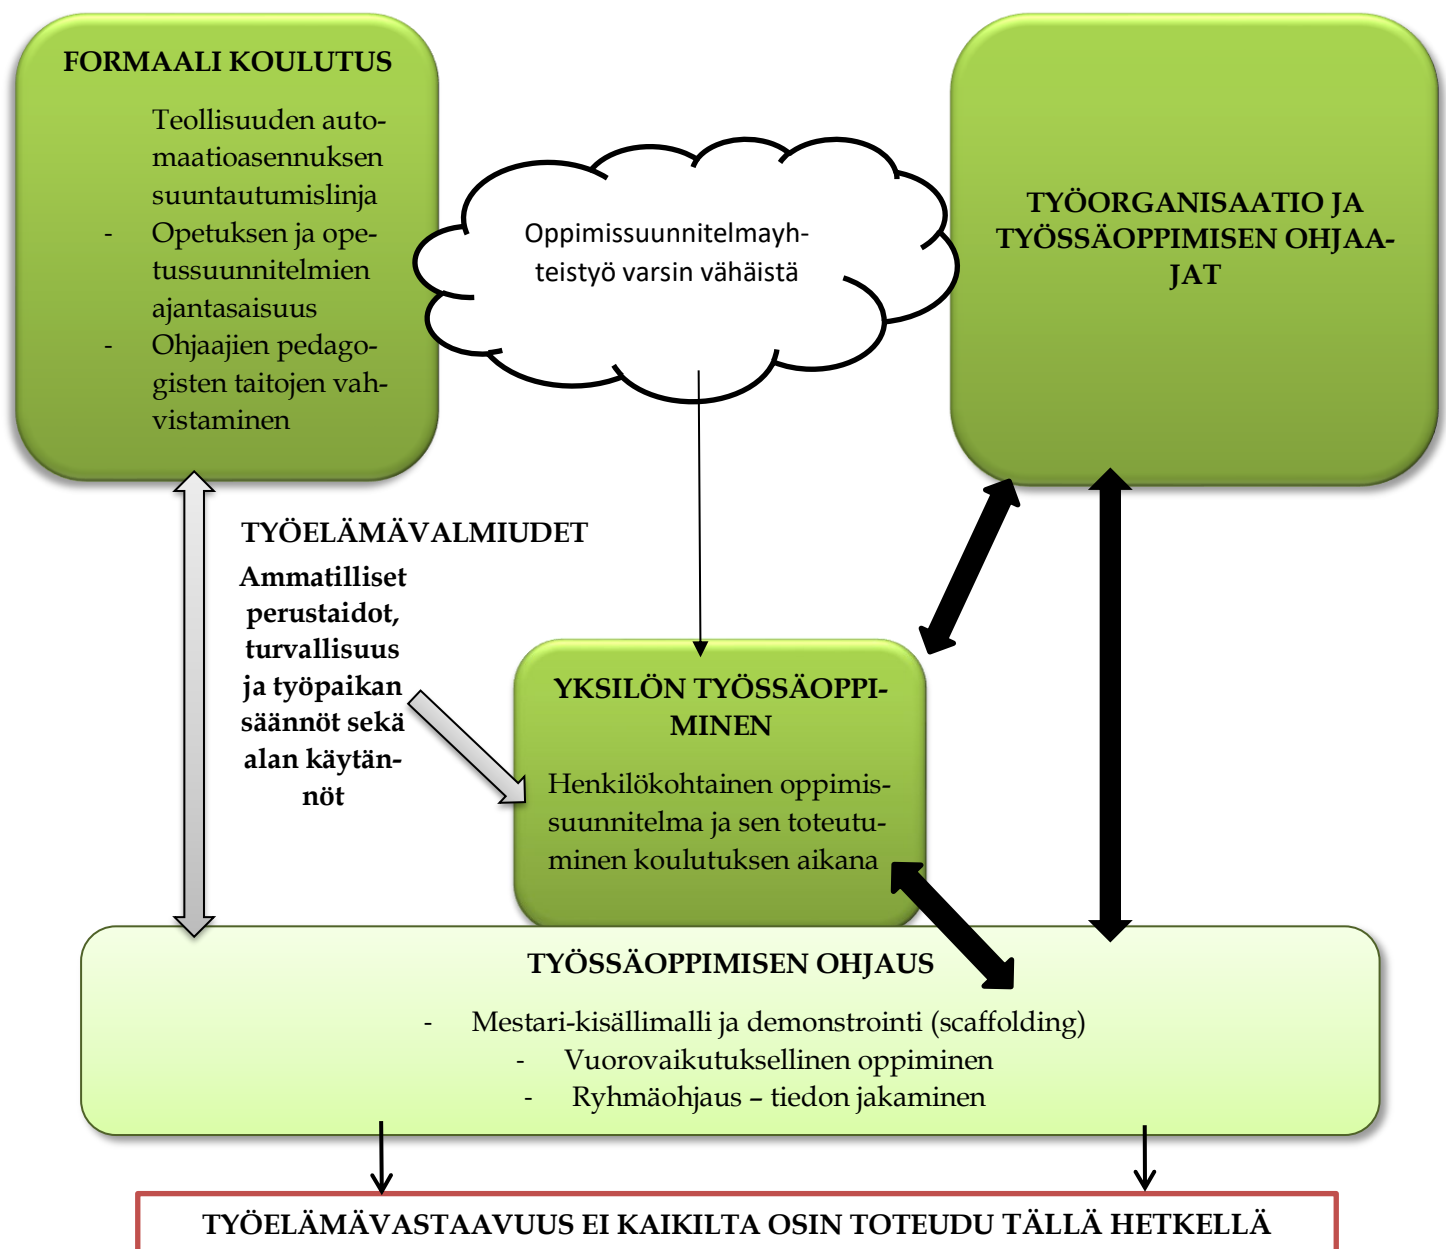 FORMAALI KOULUTUS
Teollisuuden auto-
maatioasennuksen
suuntautumislinja
- Opetuksen ja ope-
tussuunnitelmien
ajantasaisuus
- Ohjaajien pedago-
gisten taitojen vah-
vistaminen
Oppimissuunnitelmayh-
teistyö varsin vähäistä
TYÖORGANISAATIO JA
TYÖSSÄOPPIMISEN OHJAA-
JAT
TYÖELÄMÄVALMIUDET
Ammatilliset
perustaidot,
turvallisuus
ja työpaikan
säännöt sekä
alan käytän-
nöt
YKSILÖN TYÖSSÄOPPI-
MINEN
Henkilökohtainen oppimis-
suunnitelma ja sen toteutu-
minen koulutuksen aikana
TYÖSSÄOPPIMISEN OHJAUS
- Mestari-kisällimalli ja demonstrointi (scaffolding)
- Vuorovaikutuksellinen oppiminen
- Ryhmäohjaus – tiedon jakaminen
TYÖELÄMÄVASTAAVUUS EI KAIKILTA OSIN TOTEUDU TÄLLÄ HETKELLÄ